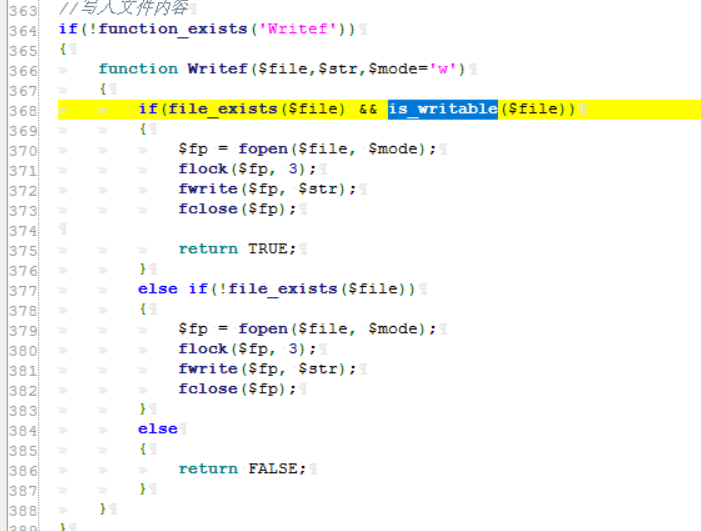 363 //写入文件内容
364 if(!function_exists('Writef'))
365 {
366 function Writef($file,$str,$mode='w')
367 {
368 if(file_exists($file) && is_writable($file))
369 {
370 $fp = fopen($file, $mode);
371 flock($fp, 3);
372 fwrite($fp, $str);
373 fclose($fp);
374
375 return TRUE;
376 }
377 else if(!file_exists($file))
378 {
379 $fp = fopen($file, $mode);
380 flock($fp, 3);
381 fwrite($fp, $str);
382 fclose($fp);
383 }
384 else
385 {
386 return FALSE;
387 }
388 }
389 }